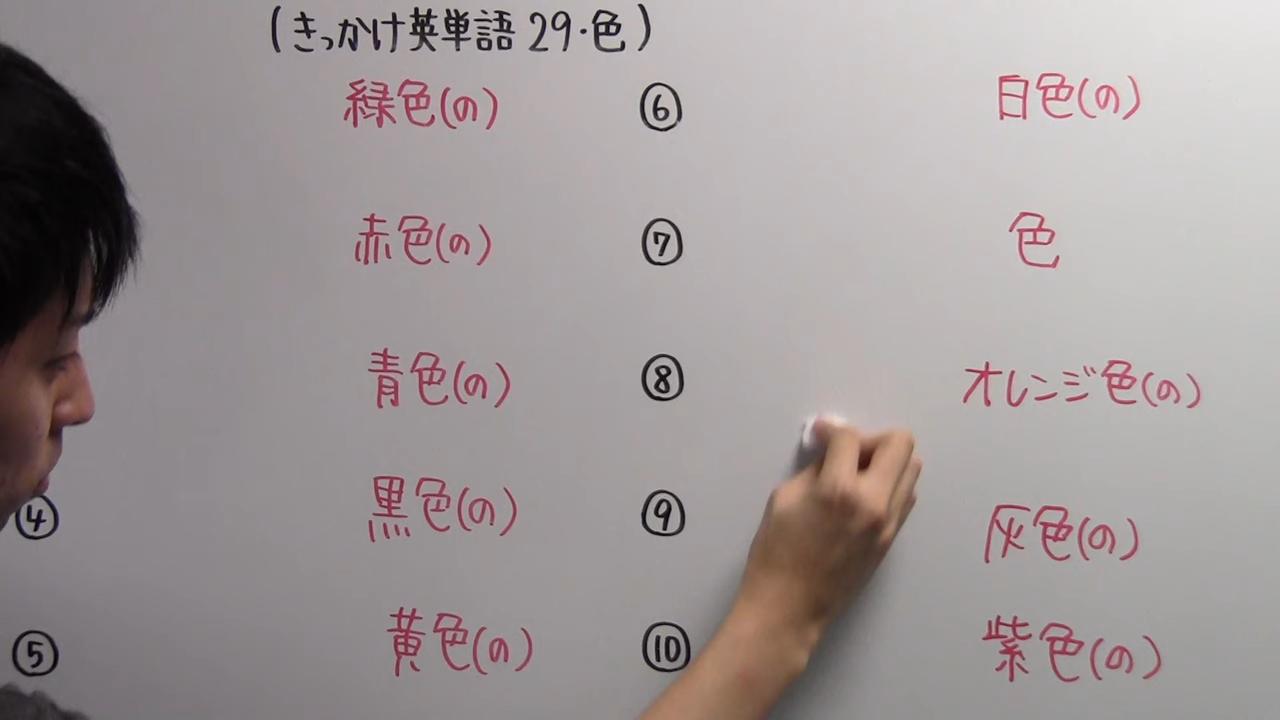 (きっかけ英単語 29・色)
緑色(の)
赤色(の)
青色(の)
④ 黒色(の)
⑤ 黄色(の)
⑥ 白色(の)
⑦ 色
⑧ オレンジ色(の)
⑨ 灰色(の)
⑩ 紫色(の)